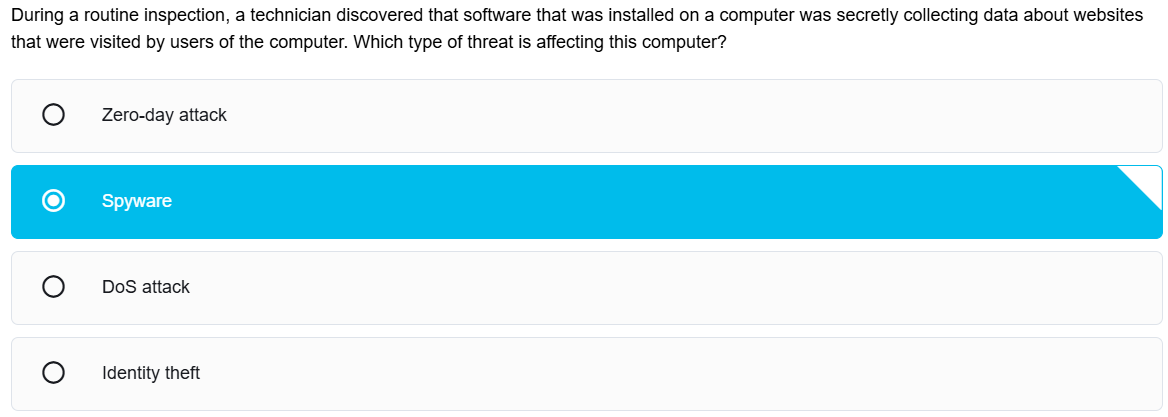 During a routine inspection, a technician discovered that software that was installed on a computer was secretly collecting data about websites
that were visited by users of the computer. Which type of threat is affecting this computer?
Zero-day attack
Spyware
DoS attack
Identity theft